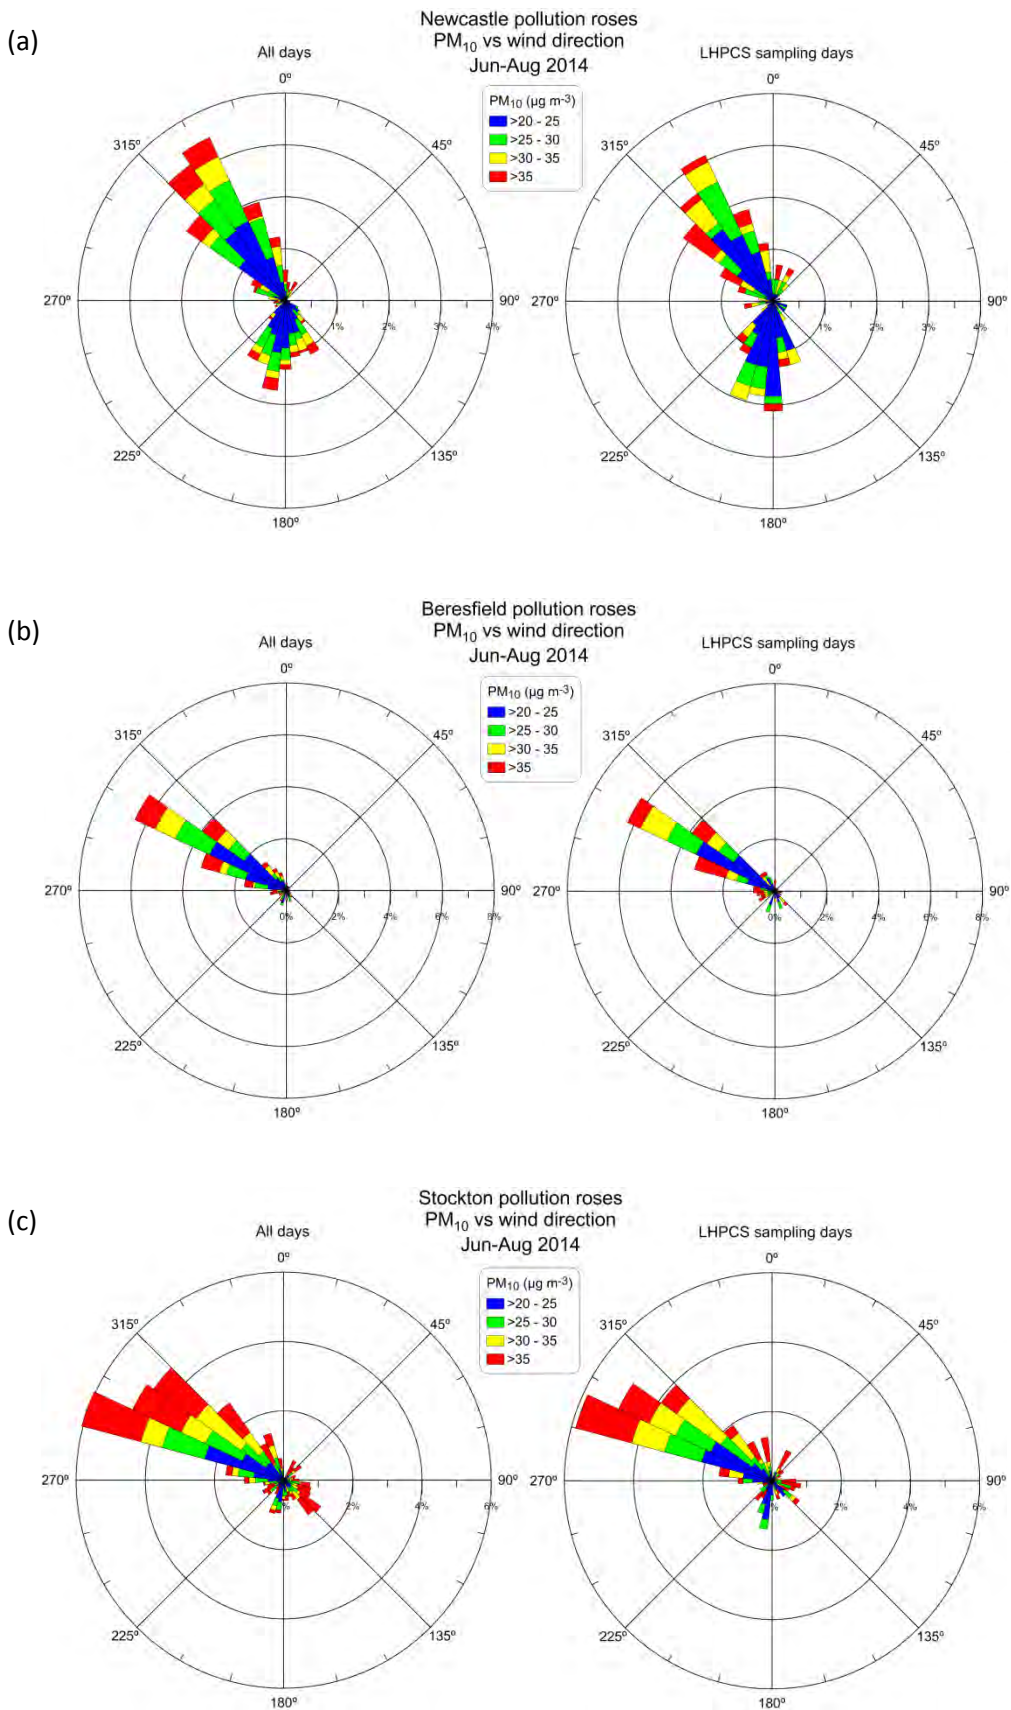 (a)
Newcastle pollution roses
PM10 vs wind direction
Jun-Aug 2014
All days
LHPCS sampling days
PM10 (µg m-3)
>20 - 25
>25 - 30
>30 - 35
>35
0º
45º
90º
135º
180º
225º
270º
315º
1%
2%
3%
4%
0º
45º
90º
135º
180º
225º
270º
315º
1%
2%
3%
4%
(b)
Beresfield pollution roses
PM10 vs wind direction
Jun-Aug 2014
All days
LHPCS sampling days
PM10 (µg m-3)
>20 - 25
>25 - 30
>30 - 35
>35
0º
45º
90º
135º
180º
225º
270º
315º
0%
2%
4%
6%
8%
0º
45º
90º
135º
180º
225º
270º
315º
0%
2%
4%
6%
8%
(c)
Stockton pollution roses
PM10 vs wind direction
Jun-Aug 2014
All days
LHPCS sampling days
PM10 (µg m-3)
>20 - 25
>25 - 30
>30 - 35
>35
0º
45º
90º
135º
180º
225º
270º
315º
2%
4%
6%
0º
45º
90º
135º
180º
225º
270º
315º
2%
4%
6%